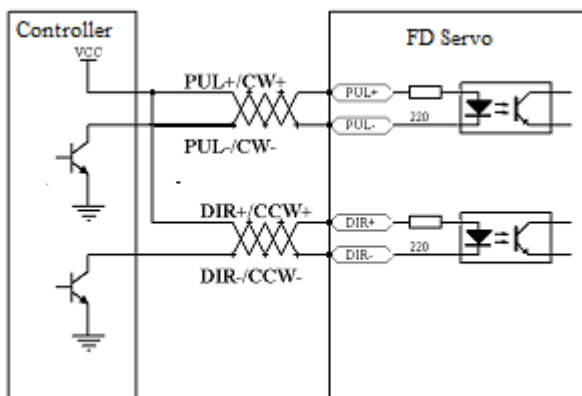 Controller
VCC
FD Servo
PUL+/CW+
PUL+
PUL-
220
PUL-/CW-
DIR+/CCW+
DIR+
DIR-
220
DIR-/CCW-